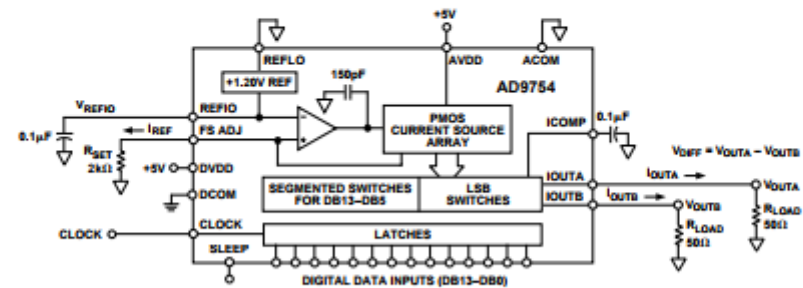 +5V
REFLO
AVDD
ACOM
+1.20V REF
150pF
AD9754
VREFIO
REFIO
PMOS
CURRENT SOURCE
ARRAY
ICOMP
0.1µF
0.1µF
IREF
FS ADJ
RSET
2kΩ
+5V
DVDD
DCOM
VDIFF = VOUTA – VOUTB
SEGMENTED SWITCHES
FOR DB13–DB5
LSB
SWITCHES
IOUTA
IOUTA
VOUTA
IOUTB
IOUTB
VOUTB
RLOAD
50Ω
RLOAD
50Ω
CLOCK
CLOCK
LATCHES
SLEEP
DIGITAL DATA INPUTS (DB13–DB0)